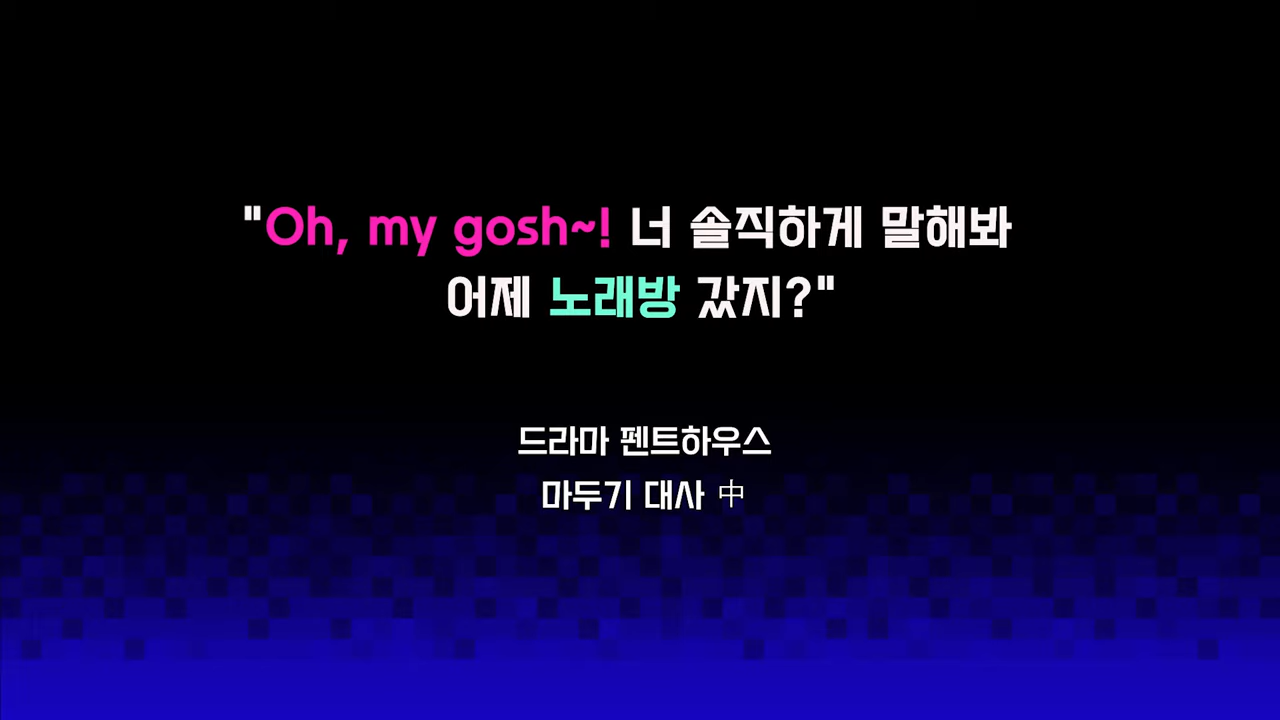 "Oh, my gosh~! 너 솔직하게 말해봐
어제 노래방 갔지?"
드라마 펜트하우스
마두기 대사 中